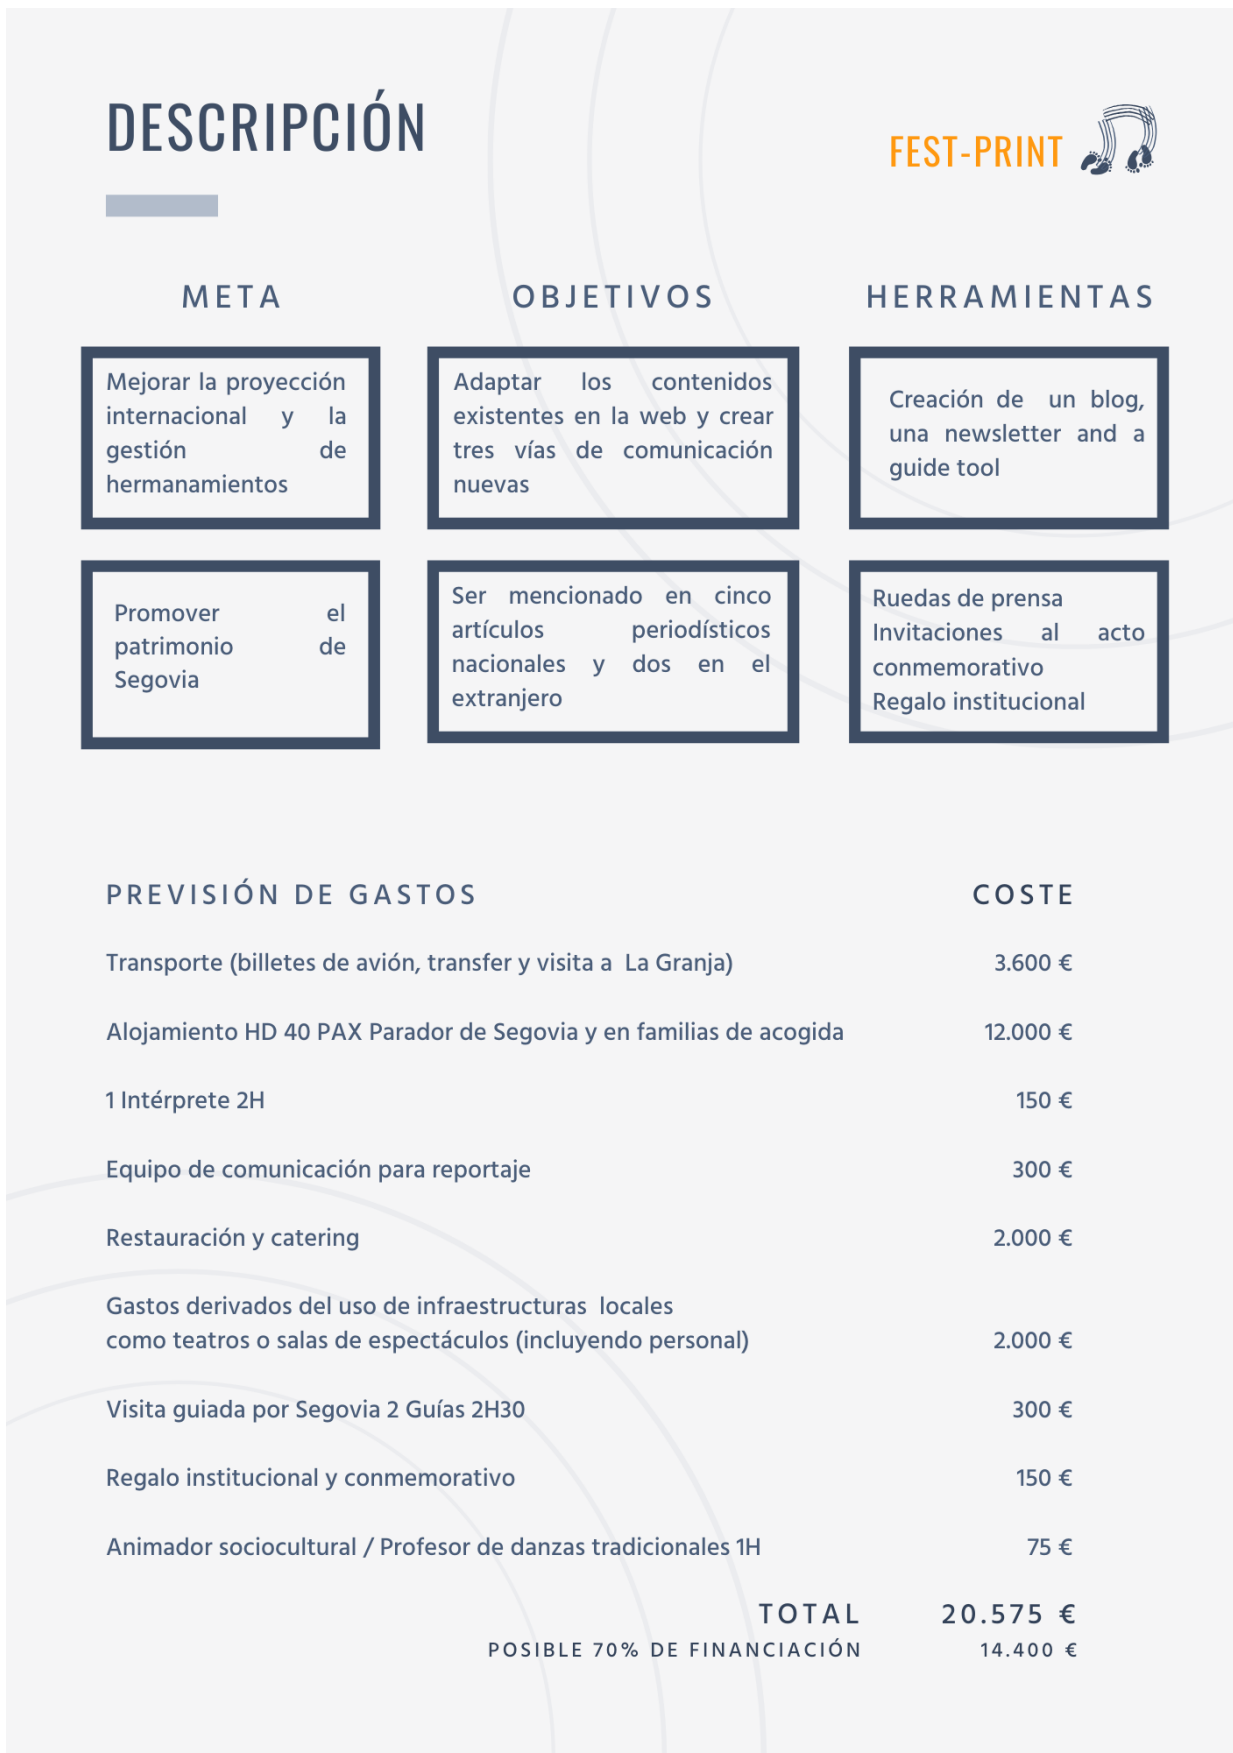 DESCRIPCIÓN
FEST-PRINT
META
OBJETIVOS
HERRAMIENTAS
Mejorar la proyección
internacional y la
gestión de
hermanamientos
Adaptar los contenidos
existentes en la web y crear
tres vías de comunicación
nuevas
Creación de un blog,
una newsletter and a
guide tool
Promover el
patrimonio de
Segovia
Ser mencionado en cinco
artículos periodísticos
nacionales y dos en el
extranjero
Ruedas de prensa
Invitaciones al acto
conmemorativo
Regalo institucional
PREVISIÓN DE GASTOS COSTE
Transporte (billetes de avión, transfer y visita a La Granja) 3.600 €
Alojamiento HD 40 PAX Parador de Segovia y en familias de acogida 12.000 €
1 Intérprete 2H 150 €
Equipo de comunicación para reportaje 300 €
Restauración y catering 2.000 €
Gastos derivados del uso de infraestructuras locales
como teatros o salas de espectáculos (incluyendo personal) 2.000 €
Visita guiada por Segovia 2 Guías 2H30 300 €
Regalo institucional y conmemorativo 150 €
Animador sociocultural / Profesor de danzas tradicionales 1H 75 €
TOTAL 20.575 €
POSIBLE 70% DE FINANCIACIÓN 14.400 €